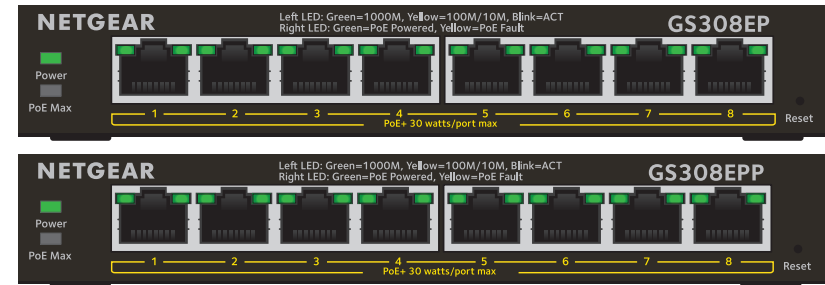 NETGEAR
Left LED: Green=1000M, Yellow=100M/10M, Blink=ACT
Right LED: Green=PoE Powered, Yellow=PoE Fault
GS308EP
Power
PoE Max
1 2 3 4 5 6 7 8
PoE+ 30 watts/port max
Reset
NETGEAR
Left LED: Green=1000M, Yellow=100M/10M, Blink=ACT
Right LED: Green=PoE Powered, Yellow=PoE Fault
GS308EPP
Power
PoE Max
1 2 3 4 5 6 7 8
PoE+ 30 watts/port max
Reset